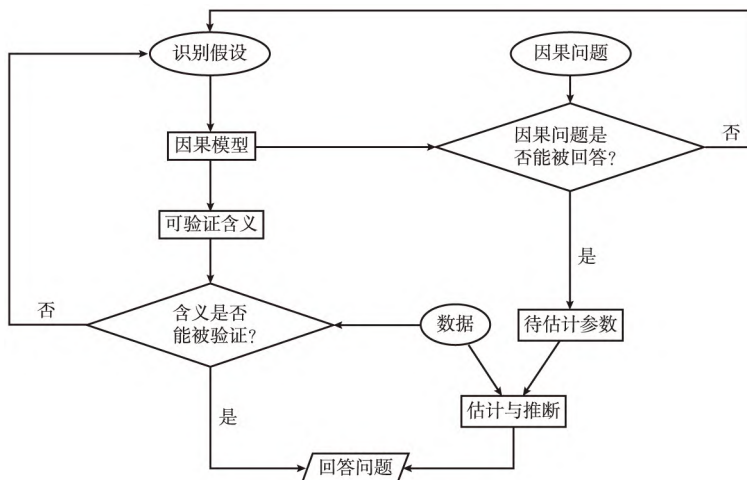 识别假设
因果问题
因果模型
因果问题是
否能被回答?
否
可验证含义
是
否
含义是否
能被验证?
数据
待估计参数
是
估计与推断
回答问题